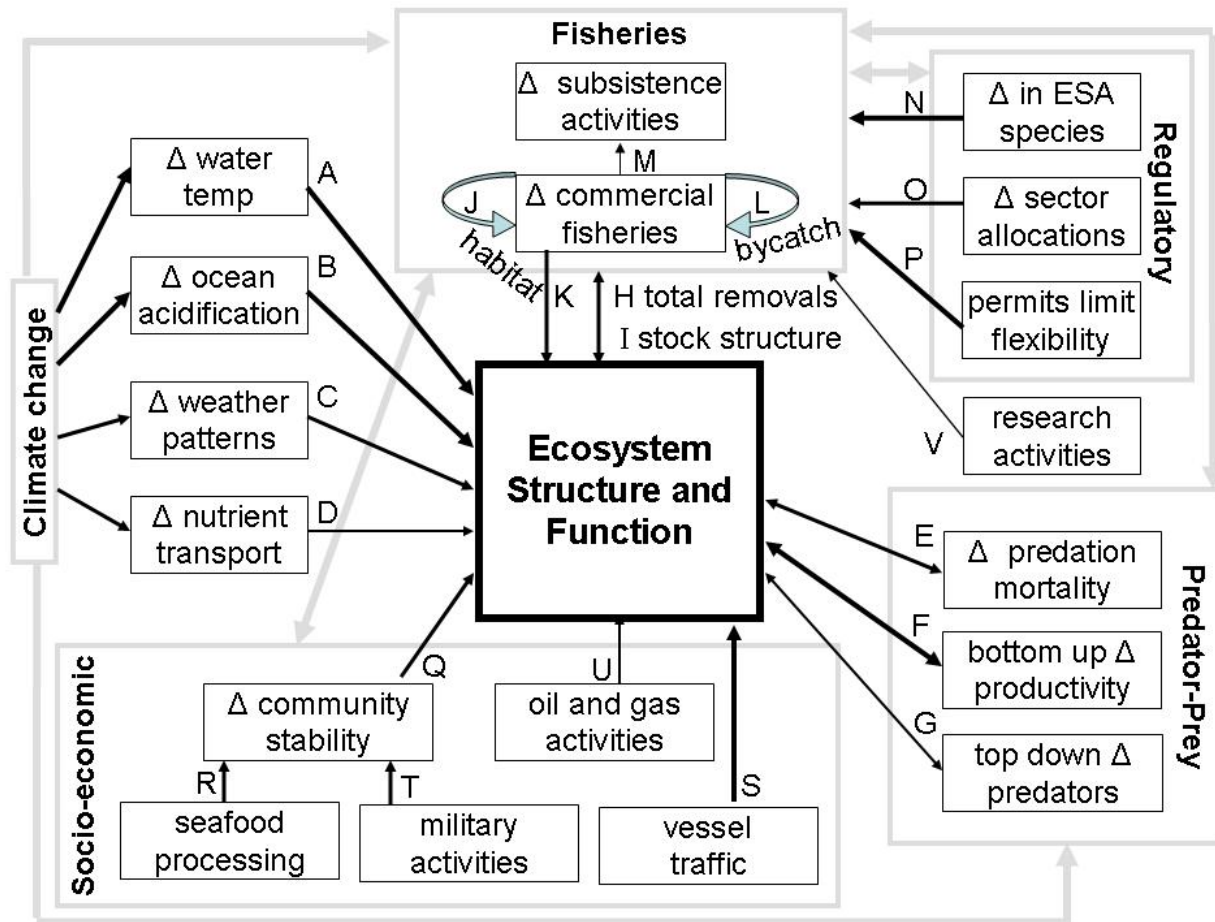 Fisheries
Δ subsistence
activities
M
Δ commercial
fisheries
J
L
habitat
bycatch
K
H total removals
I stock structure
Climate change
Δ water
temp
A
Δ ocean
acidification
B
Δ weather
patterns
C
Δ nutrient
transport
D
Ecosystem
Structure and
Function
Regulatory
N
Δ in ESA
species
O
Δ sector
allocations
P
permits limit
flexibility
V
research
activities
Predator-Prey
E
Δ predation
mortality
F
bottom up Δ
productivity
G
top down Δ
predators
Socio-economic
Q
Δ community
stability
R
seafood
processing
T
military
activities
U
oil and gas
activities
S
vessel
traffic